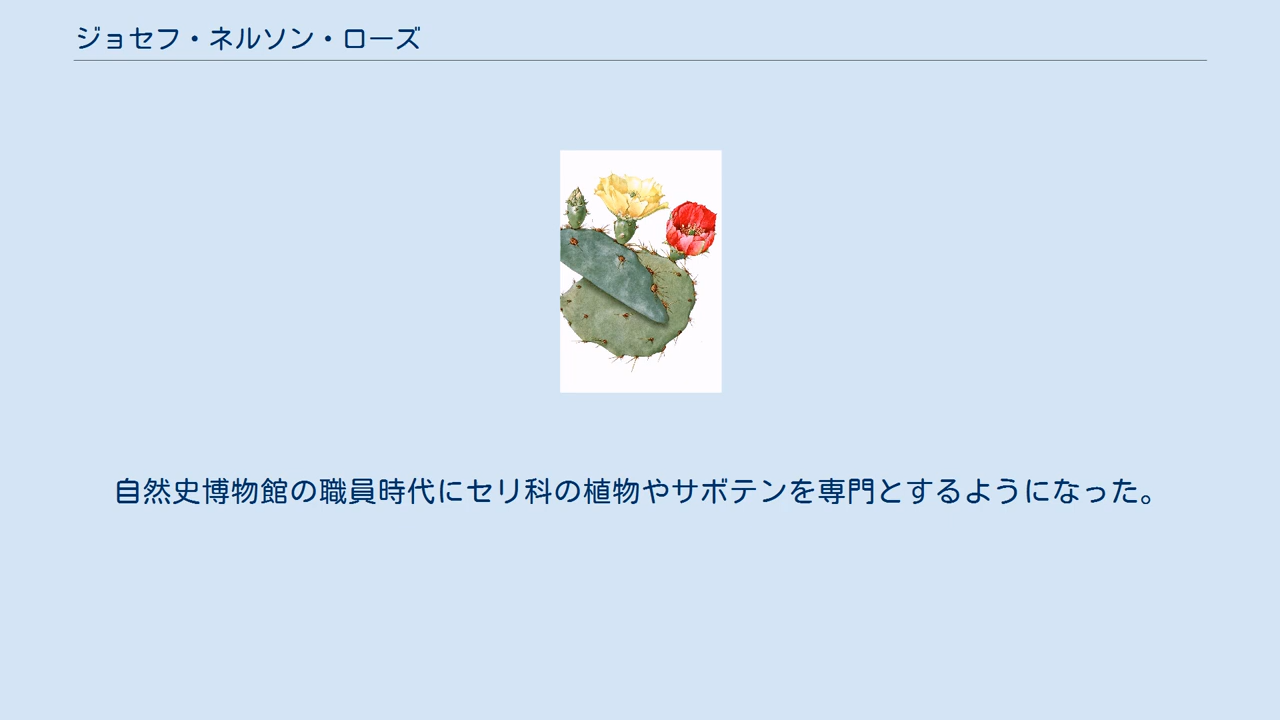 ジョセフ・ネルソン・ローズ
自然史博物館の職員時代にセリ科の植物やサボテンを専門とするようになった。